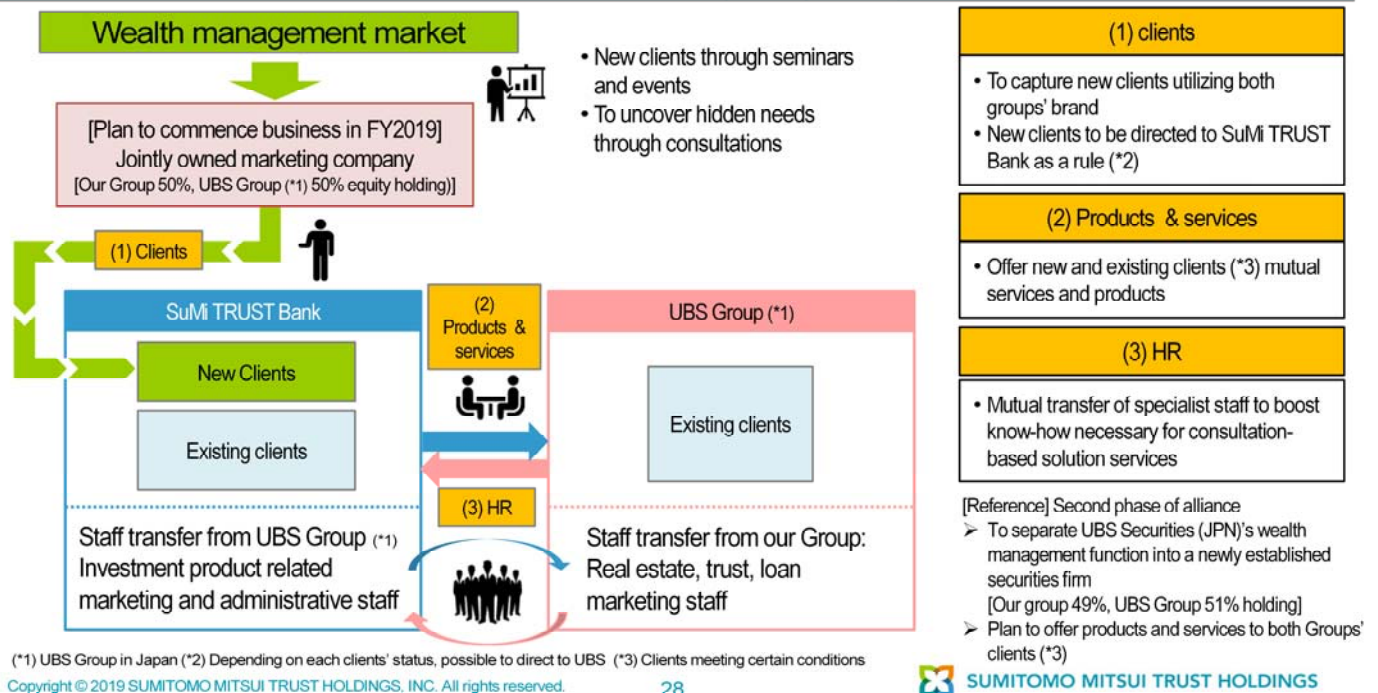 Wealth management market
• New clients through seminars
and events
• To uncover hidden needs
through consultations
[Plan to commence business in FY2019]
Jointly owned marketing company
[Our Group 50%, UBS Group (*1) 50% equity holding)]
(1) Clients
SuMi TRUST Bank
New Clients
Existing clients
Staff transfer from UBS Group (*1)
Investment product related
marketing and administrative staff
(2)
Products &
services
(3) HR
UBS Group (*1)
Existing clients
Staff transfer from our Group:
Real estate, trust, loan
marketing staff
(1) clients
• To capture new clients utilizing both
groups' brand
• New clients to be directed to SuMi TRUST
Bank as a rule (*2)
(2) Products & services
• Offer new and existing clients (*3) mutual
services and products
(3) HR
• Mutual transfer of specialist staff to boost
know-how necessary for consultation-
based solution services
[Reference] Second phase of alliance
➢ To separate UBS Securities (JPN)'s wealth
management function into a newly established
securities firm
[Our group 49%, UBS Group 51% holding]
➢ Plan to offer products and services to both Groups'
clients (*3)
(*1) UBS Group in Japan (*2) Depending on each clients' status, possible to direct to UBS (*3) Clients meeting certain conditions
Copyright © 2019 SUMITOMO MITSUI TRUST HOLDINGS, INC. All rights reserved.
28
SUMITOMO MITSUI TRUST HOLDINGS